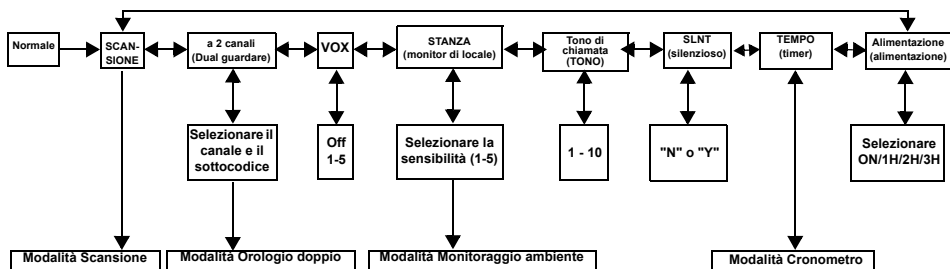 Normale
SCAN-
SIONE
a 2 canali
(Dual guardare)
VOX
STANZA
(monitor di locale)
Tono di
chiamata
(TONO)
SLNT
(silenzioso)
TEMPO
(timer)
Alimentazione
(alimentazione)
Selezionare il
canale e il
sottocodice
Off
1-5
Selezionare la
sensibilità (1-5)
1 - 10
"N" o "Y"
Selezionare
ON/1H/2H/3H
Modalità Scansione
Modalità Orologio doppio
Modalità Monitoraggio ambiente
Modalità Cronometro